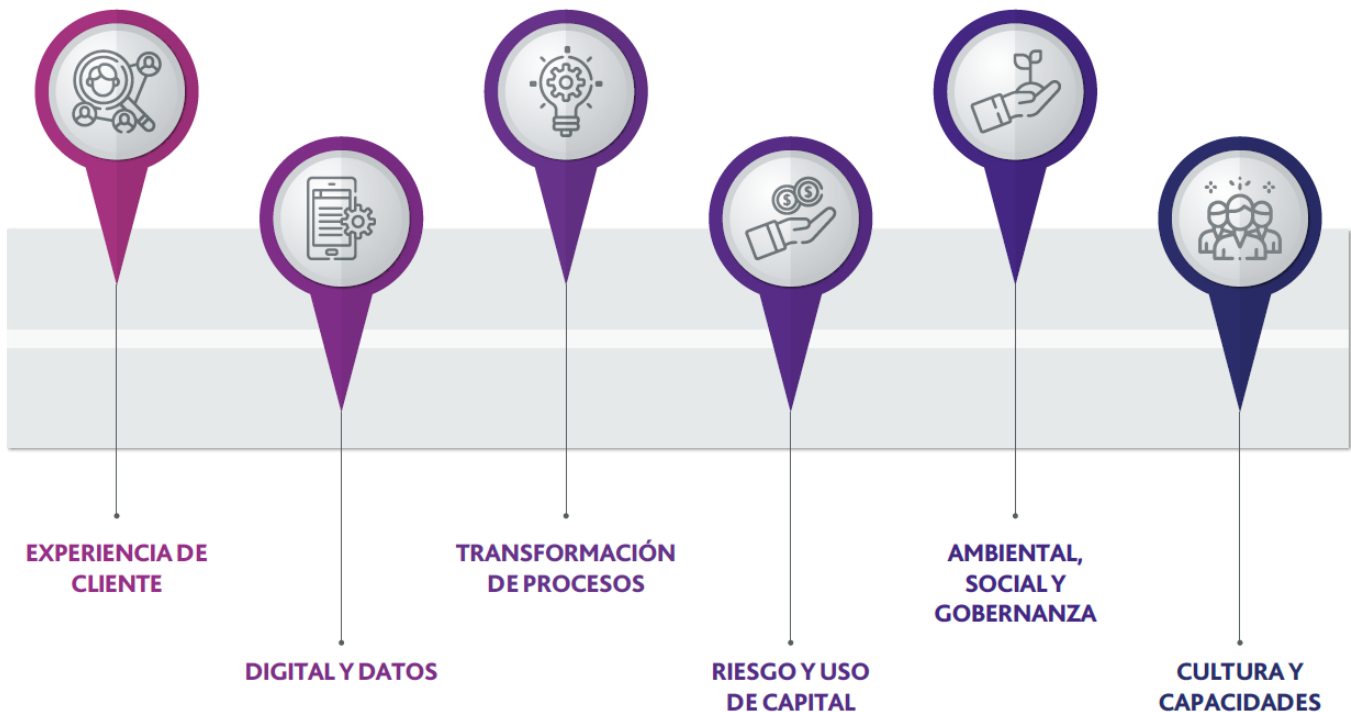 EXPERIENCIA DE
CLIENTE
DIGITAL Y DATOS
TRANSFORMACIÓN
DE PROCESOS
$ $
RIESGO Y USO
DE CAPITAL
AMBIENTAL,
SOCIAL Y
GOBERNANZA
CULTURA Y
CAPACIDADES